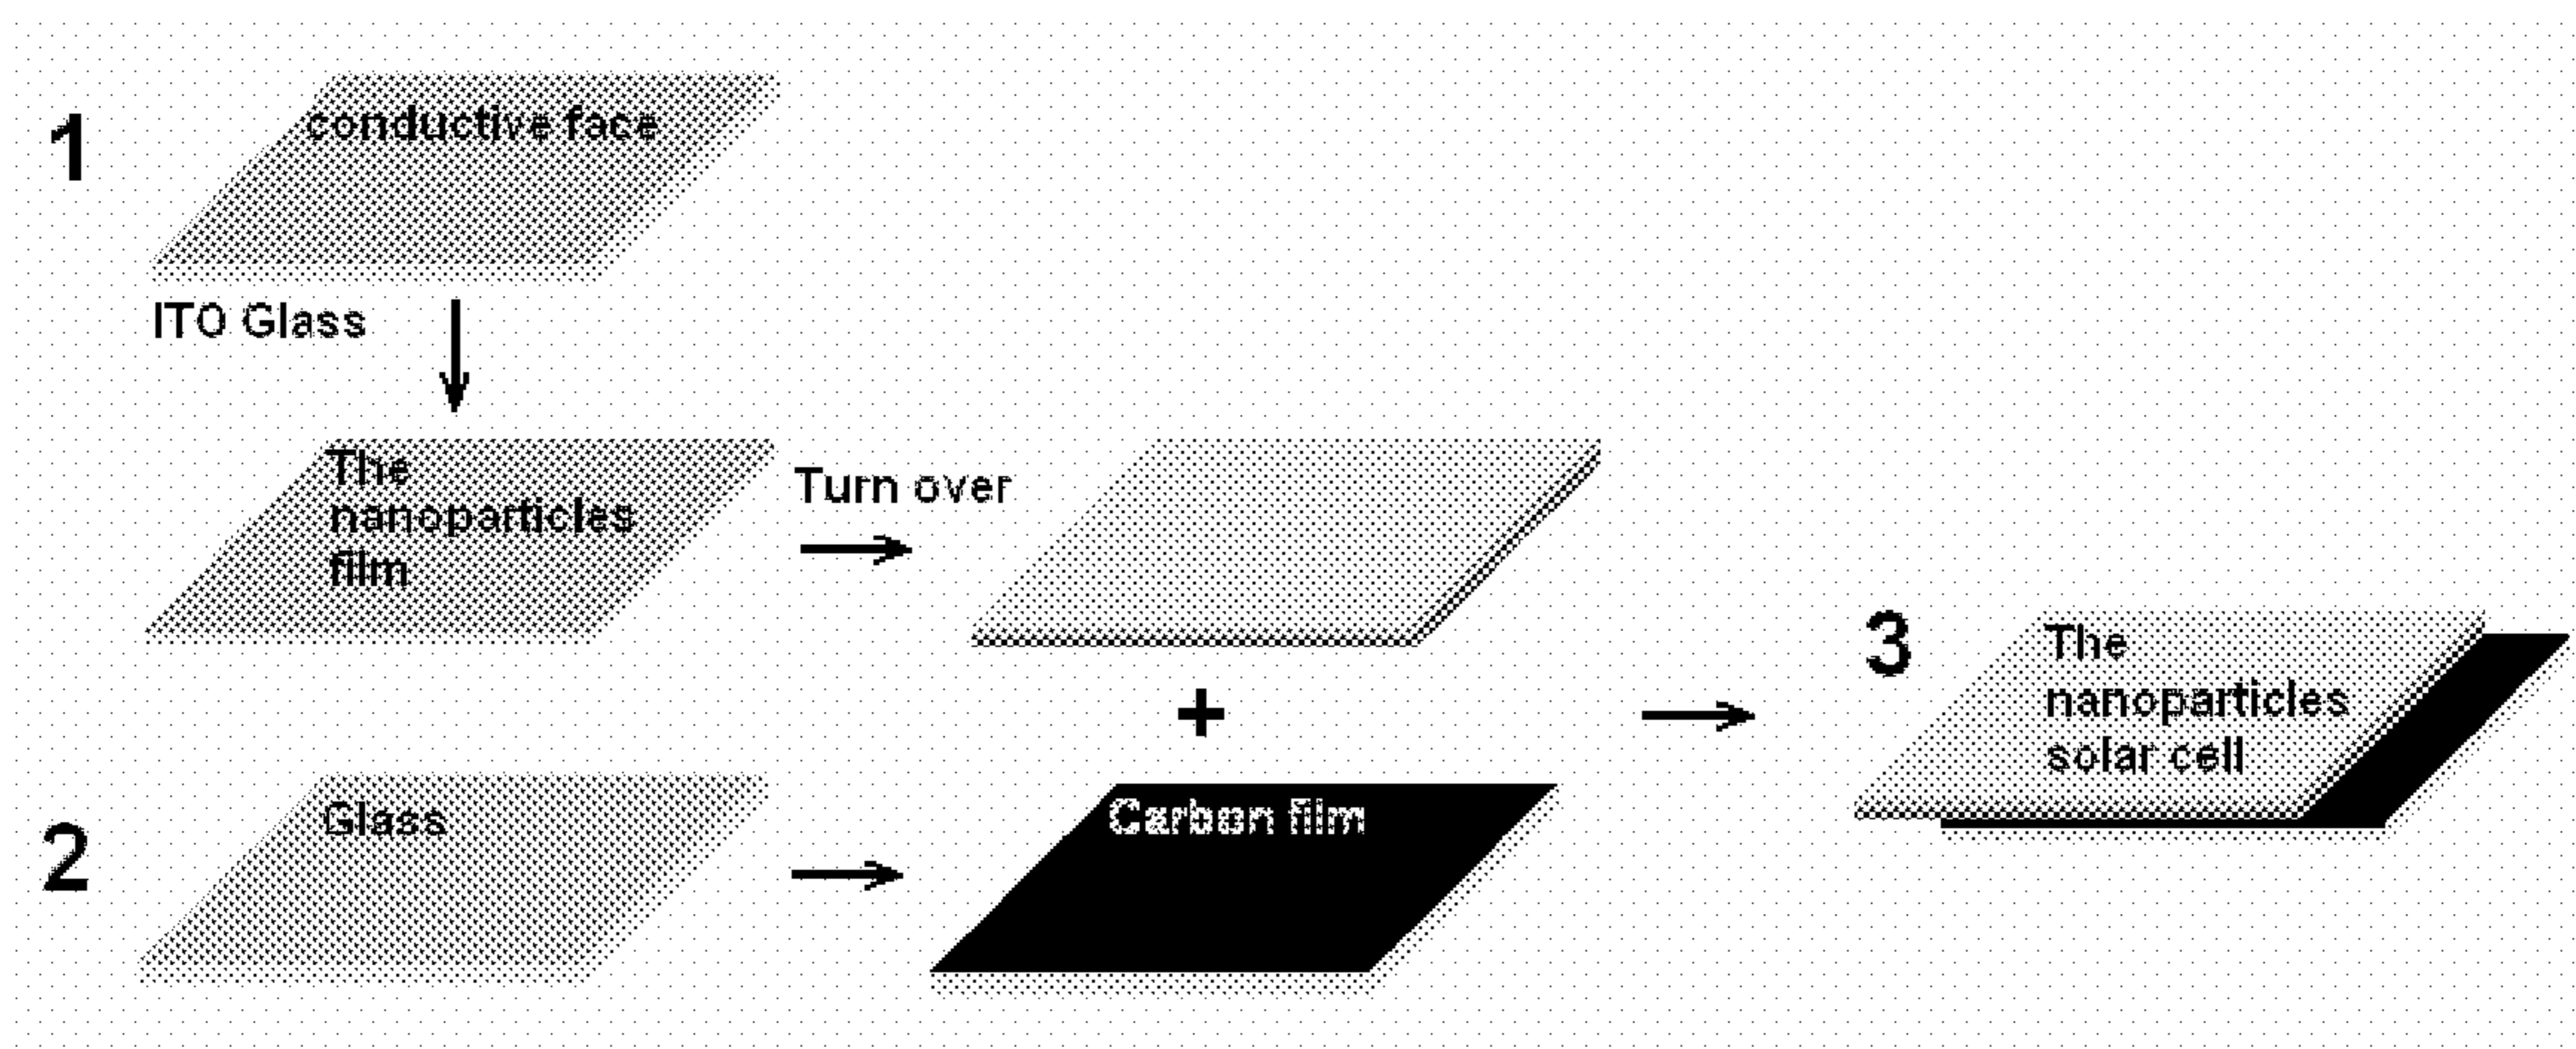 1
conductive face
ITO Glass
The
nanoparticles
film
Turn over
+
2
Glass
Carbon film
3
The
nanoparticles
solar cell